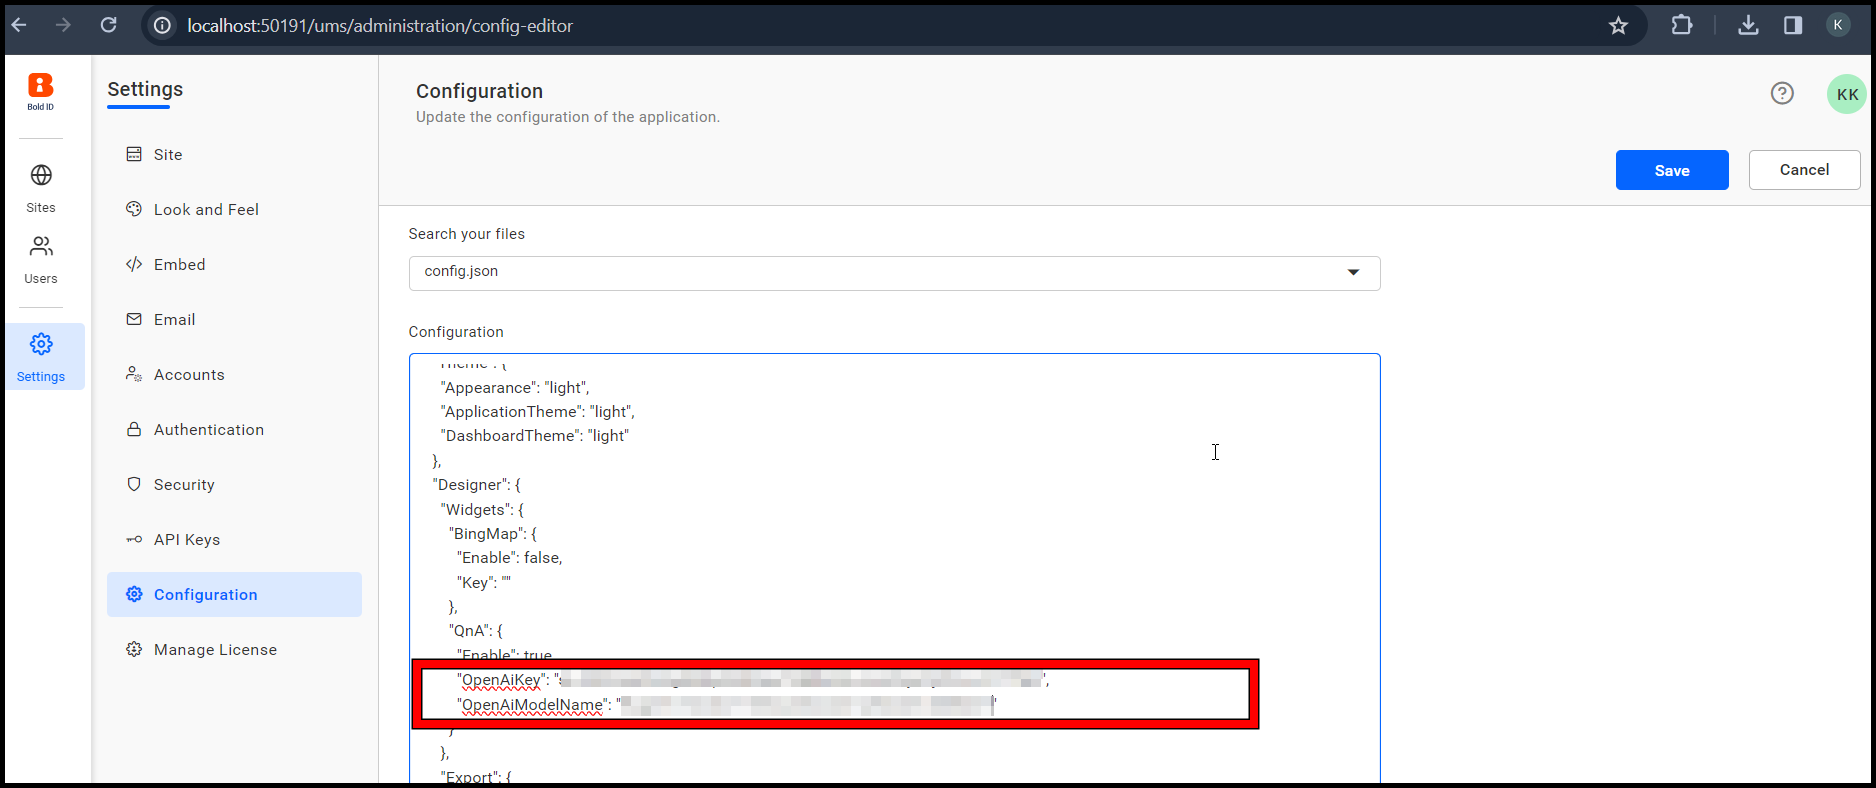 localhost:50191/ums/administration/config-editor
K
Bold ID
Sites
Users
Settings
Settings
Site
Look and Feel
Embed
Email
Accounts
Authentication
Security
API Keys
Configuration
Manage License
Configuration
Update the configuration of the application.
KK
Save
Cancel
Search your files
config.json
Configuration
"Theme": {
"Appearance": "light",
"ApplicationTheme": "light",
"DashboardTheme": "light"
},
"Designer": {
"Widgets": {
"BingMap": {
"Enable": false,
"Key": ""
},
"QnA": {
"Enable": true,
"OpenAiKey": "s",
"OpenAiModelName": ""
}
},
"Export": {